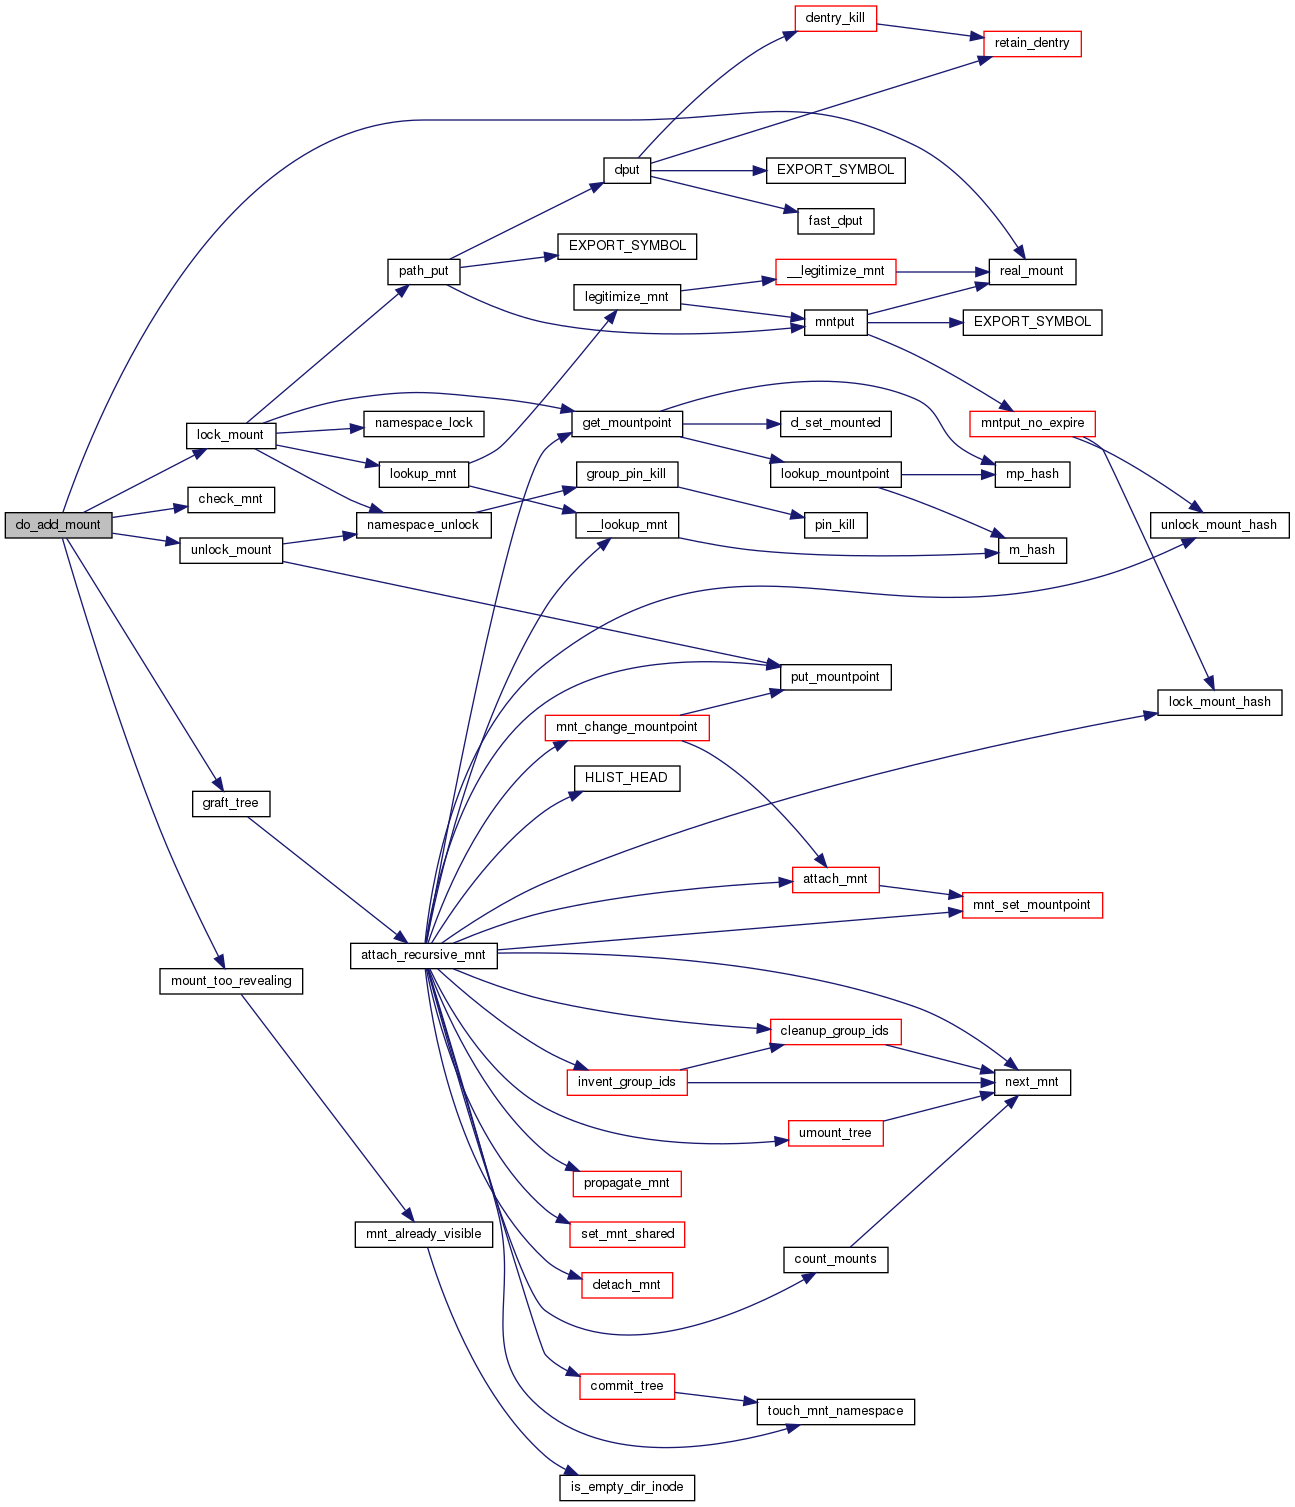 dentry_kill
retain_dentry
dput
EXPORT_SYMBOL
fast_dput
EXPORT_SYMBOL
path_put
__legitimize_mnt
real_mount
legitimize_mnt
mntput
EXPORT_SYMBOL
namespace_lock
get_mountpoint
d_set_mounted
mntput_no_expire
lock_mount
lookup_mnt
group_pin_kill
lookup_mountpoint
mp_hash
check_mnt
do_add_mount
namespace_unlock
__lookup_mnt
pin_kill
unlock_mount_hash
unlock_mount
m_hash
put_mountpoint
lock_mount_hash
mnt_change_mountpoint
HLIST_HEAD
graft_tree
attach_mnt
mnt_set_mountpoint
attach_recursive_mnt
mount_too_revealing
cleanup_group_ids
invent_group_ids
next_mnt
umount_tree
propagate_mnt
mnt_already_visible
set_mnt_shared
count_mounts
detach_mnt
commit_tree
touch_mnt_namespace
is_empty_dir_inode